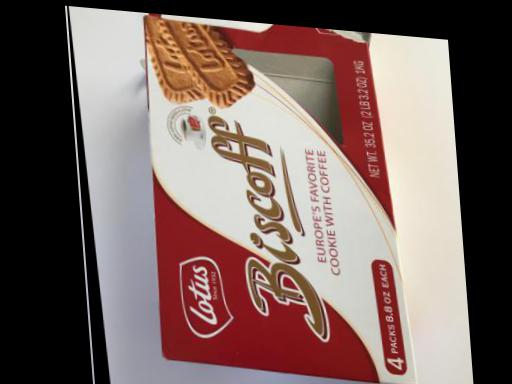 Lotus
Since 1932
Biscoff®
EUROPE'S FAVORITE
COOKIE WITH COFFEE
4 PACKS 8.8 OZ EACH
NET WT. 35.2 OZ (2 LB 3.2 OZ) 1KG